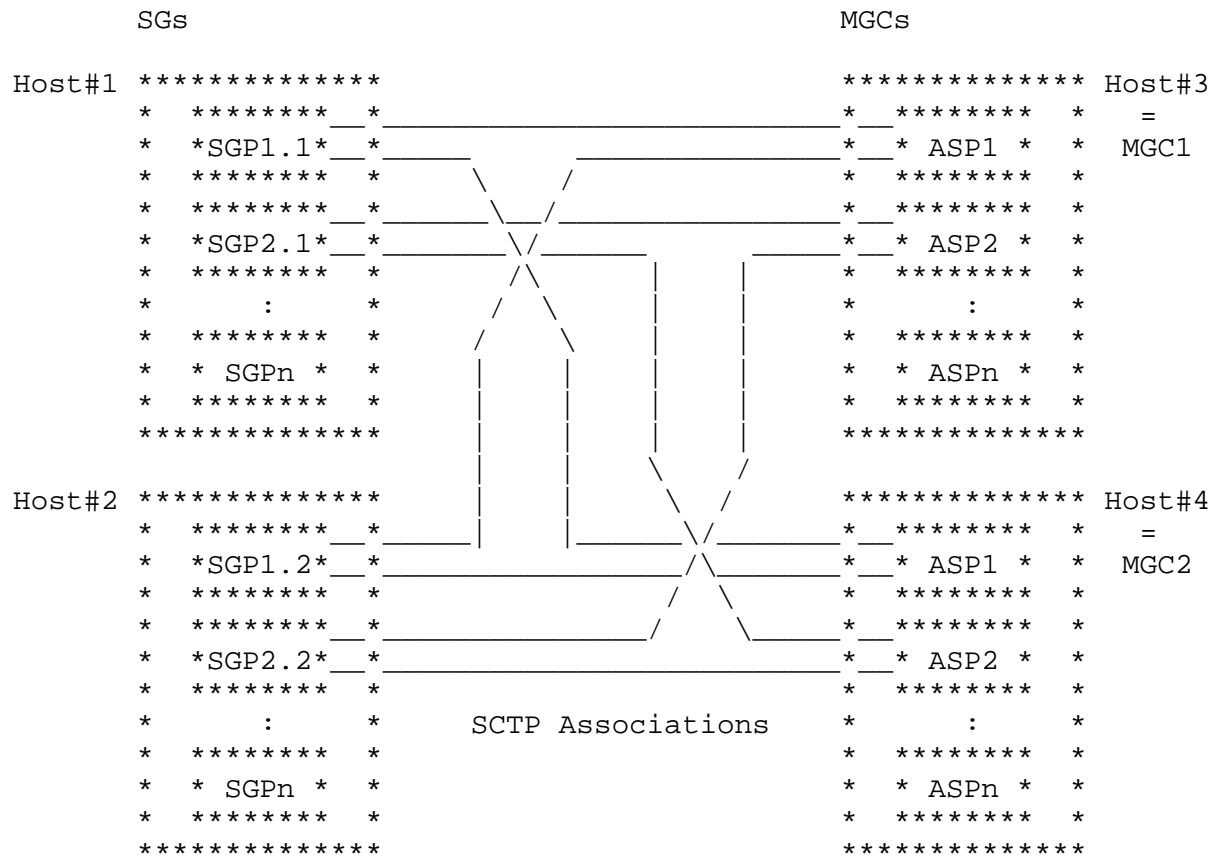 SGs MGCs
Host#1 Host#3
SGP1.1 = ASP1 MGC1
SGP2.1 ASP2
: :
SGPn ASPn
Host#2 Host#4
SGP1.2 = ASP1 MGC2
SGP2.2 ASP2
: SCTP Associations :
SGPn ASPn